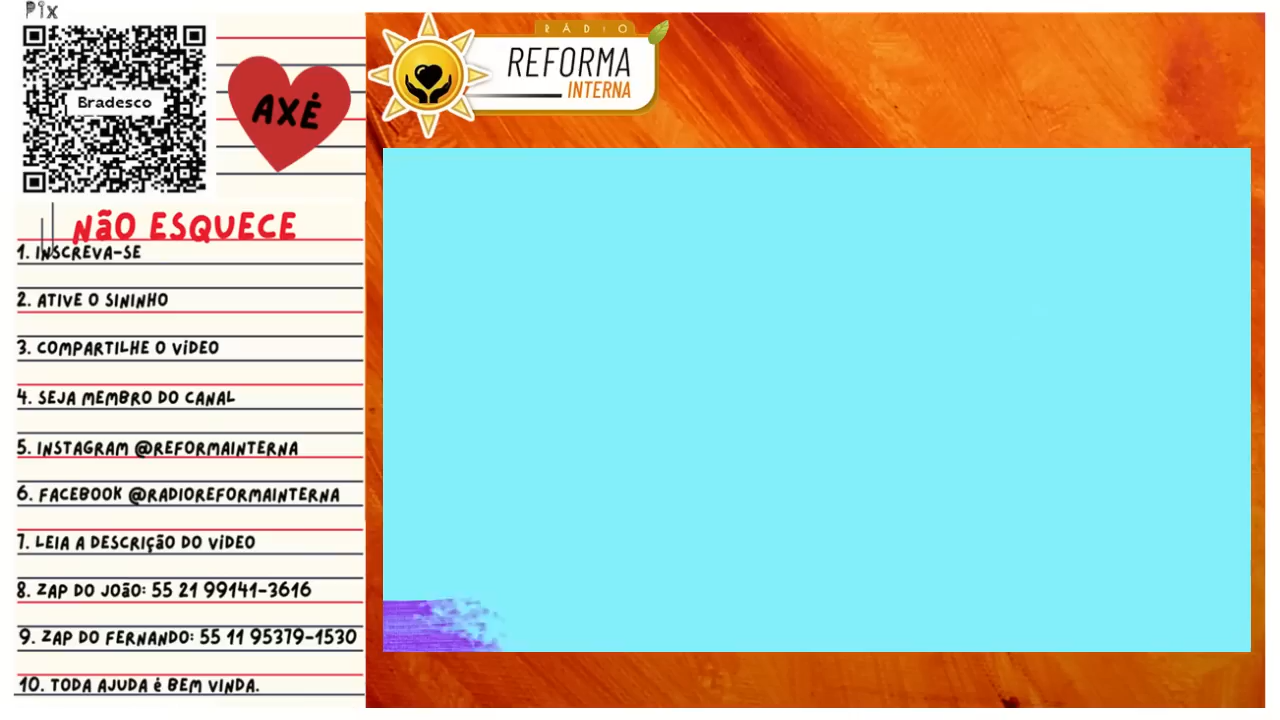 Pix
Bradesco
AXÉ
NãO ESQUECE
1. INSCREVA-SE
2. ATIVE O SININHO
3. COMPARTILHE O VÍDEO
4. SEJA MEMBRO DO CANAL
5. INSTAGRAM @REFORMAINTERNA
6. FACEBOOK @RADIOREFORMAINTERNA
7. LEIA A DESCRIÇãO DO VÍDEO
8. ZAP DO JOãO: 55 21 99141-3616
9. ZAP DO FERNANDO: 55 11 95379-1530
10. TODA AJUDA é BEM VINDA.
RÁDIO
REFORMA
INTERNA